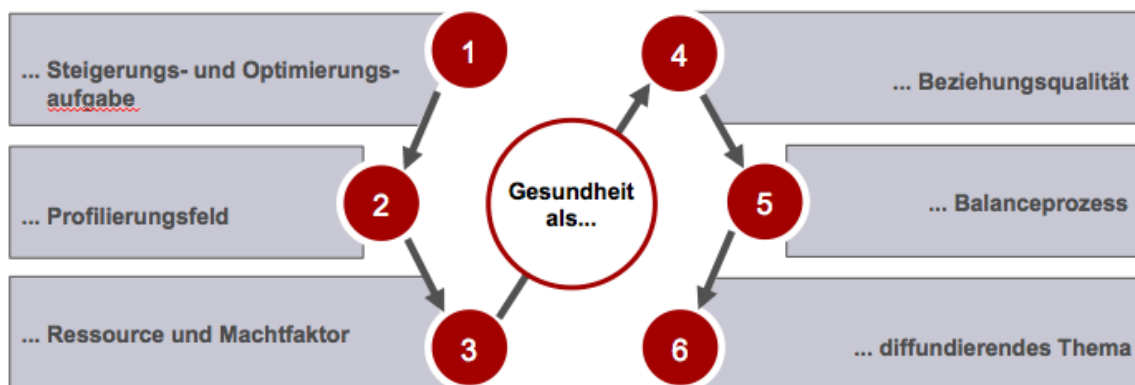 1
... Steigerungs- und Optimierungs-
aufgabe
2
... Profilierungsfeld
3
... Ressource und Machtfaktor
Gesundheit
als...
4
... Beziehungsqualität
5
... Balanceprozess
6
... diffundierendes Thema